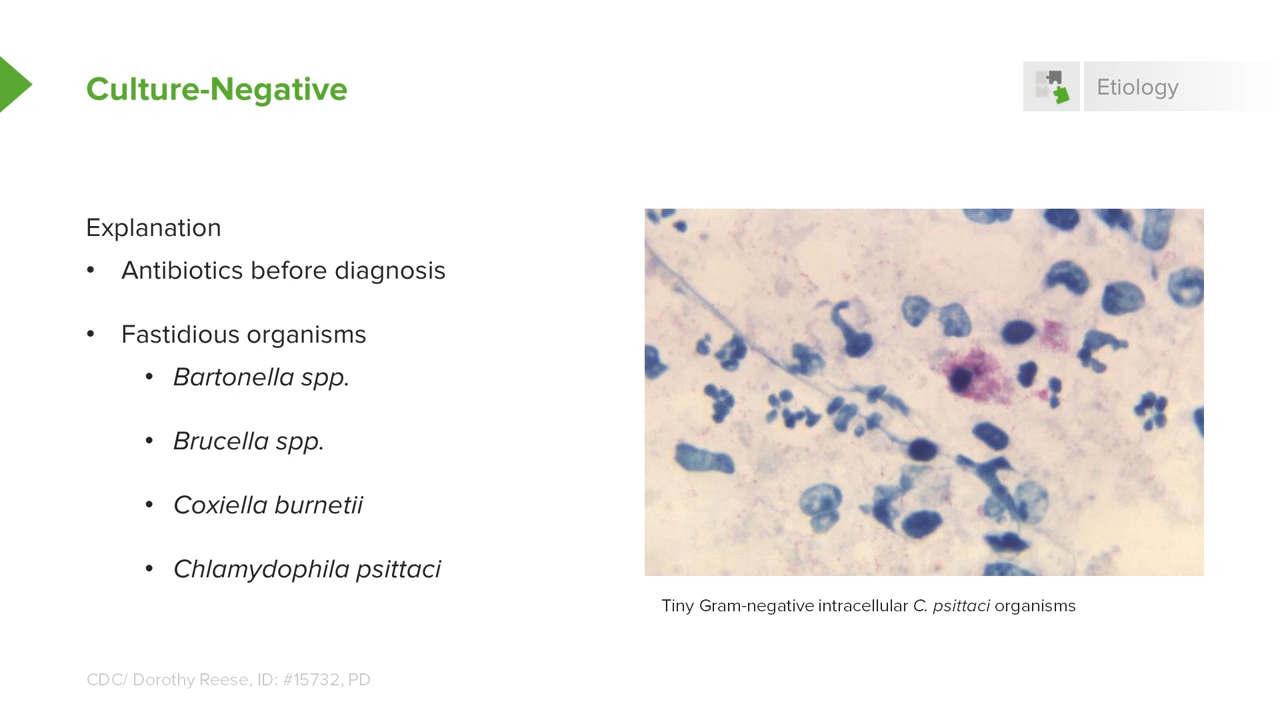 Culture-Negative
Etiology
Explanation
• Antibiotics before diagnosis
• Fastidious organisms
• Bartonella spp.
• Brucella spp.
• Coxiella burnetii
• Chlamydophila psittaci
Tiny Gram-negative intracellular C. psittaci organisms
CDC/ Dorothy Reese, ID: #15732, PD